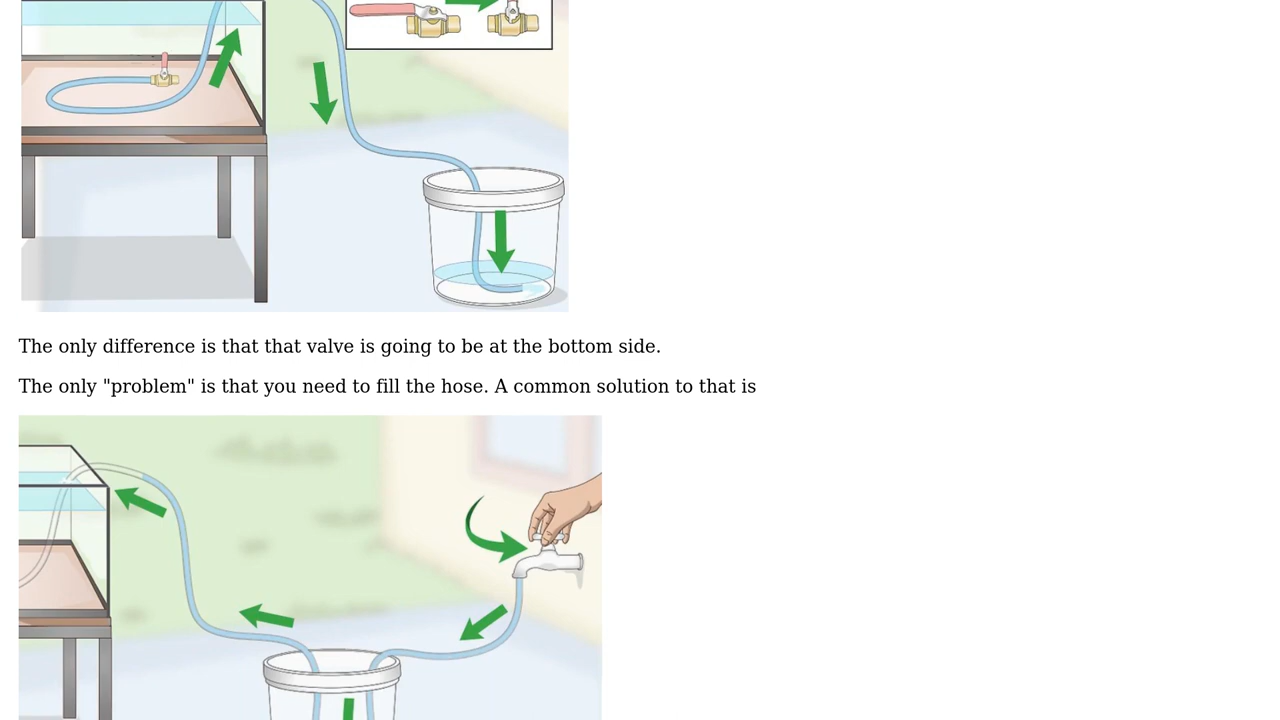 The only difference is that that valve is going to be at the bottom side.
The only "problem" is that you need to fill the hose. A common solution to that is